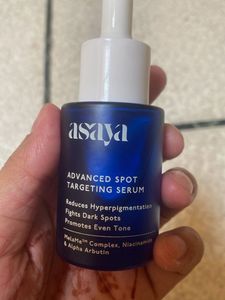 asaya
ADVANCED SPOT
TARGETING SERUM
Reduces Hyperpigmentation
Fights Dark Spots
Promotes Even Tone
MelaMe™ Complex, Niacinamide
& Alpha Arbutin